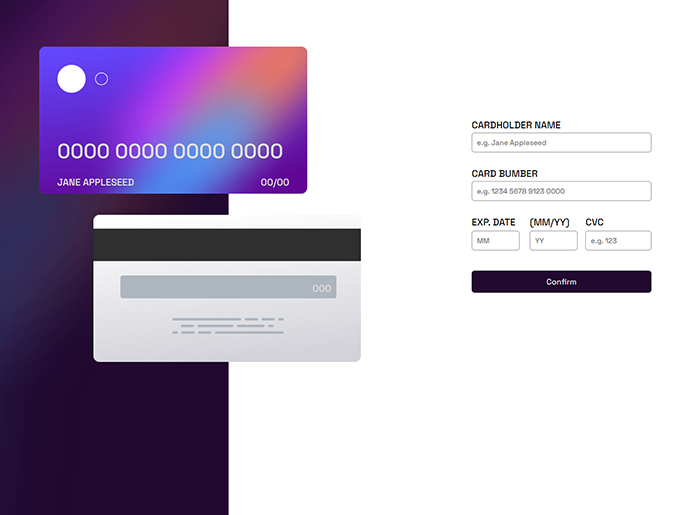 0000 0000 0000 0000
JANE APPLESEED 00/00
000
CARDHOLDER NAME
e.g. Jane Appleseed
CARD BUMBER
e.g. 1234 5678 9123 0000
EXP. DATE (MM/YY) CVC
MM YY e.g. 123
Confirm